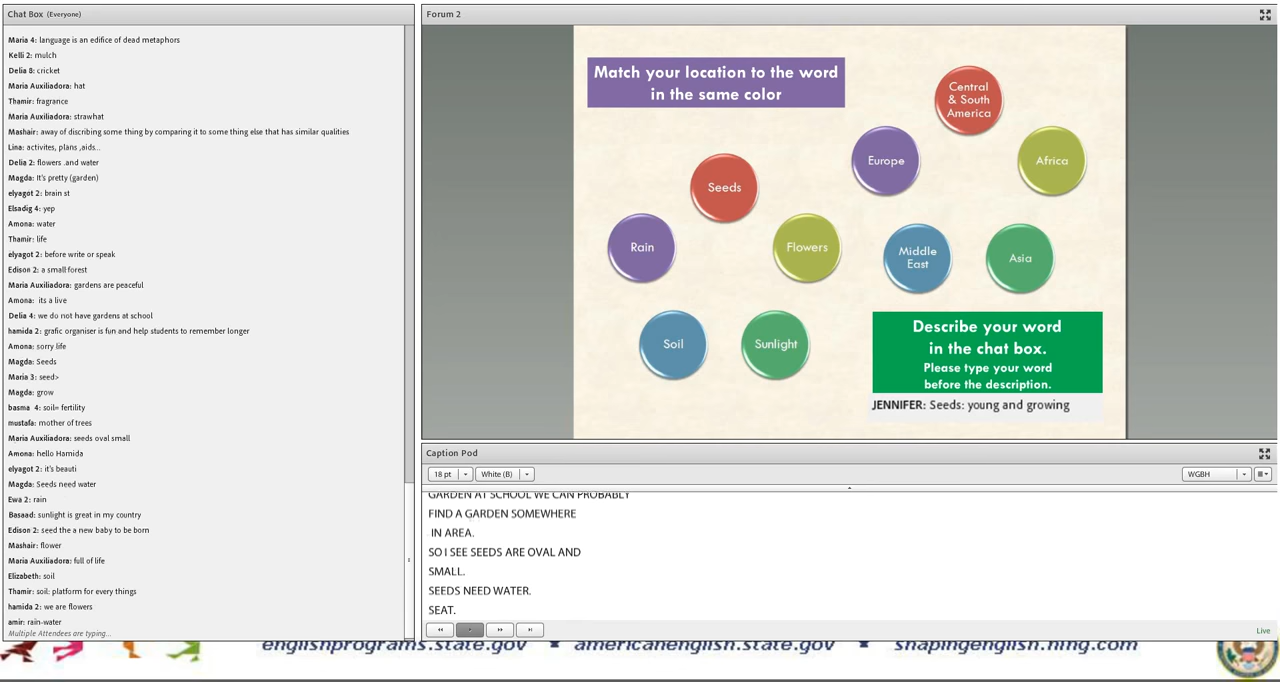 Chat Box (Everyone)
Maria 4: language is an edifice of dead metaphors
Kelli 2: mulch
Delia 8: cricket
Maria Auxiliadora: hat
Thamir: fragrance
Maria Auxiliadora: strawhat
Mashair: away of discribing some thing by comparing it to some thing else that has similar qualities
Lina: activites, plans ,aids..
Delia 2: flowers .and water
Magda: It's pretty (garden)
elyagot 2: brain st
Elsadig 4: yep
Amona: water
Thamir: life
elyagot 2: before write or speak
Edison 2: a small forest
Maria Auxiliadora: gardens are peaceful
Amona: its a live
Delia 4: we do not have gardens at school
hamida 2: grafic organiser is fun and help students to remember longer
Amona: sorry life
Magda: Seeds
Maria 3: seed>
Magda: grow
basma 4: soil= fertility
mustafa: mother of trees
Maria Auxiliadora: seeds oval small
Amona: hello Hamida
elyagot 2: it's beauti
Magda: Seeds need water
Ewa 2: rain
Basaad: sunlight is great in my country
Edison 2: seed the a new baby to be born
Mashair: flower
Maria Auxiliadora: full of life
Elizabeth: soil
Thamir: soil: platform for every things
hamida 2: we are flowers
amir: rain-water
Multiple Attendees are typing...
Forum 2
Match your location to the word
in the same color
Central
& South
America
Europe
Africa
Seeds
Rain
Flowers
Middle
East
Asia
Soil
Sunlight
Describe your word
in the chat box.
Please type your word
before the description.
JENNIFER: Seeds: young and growing
Caption Pod
18 pt
White (B)
WGBH
GARDEN AT SCHOOL WE CAN PROBABLY
FIND A GARDEN SOMEWHERE
IN AREA.
SO I SEE SEEDS ARE OVAL AND
SMALL.
SEEDS NEED WATER.
SEAT.
Live
englishprograms.state.gov americanenglish.state.gov shapingenglish.ning.com